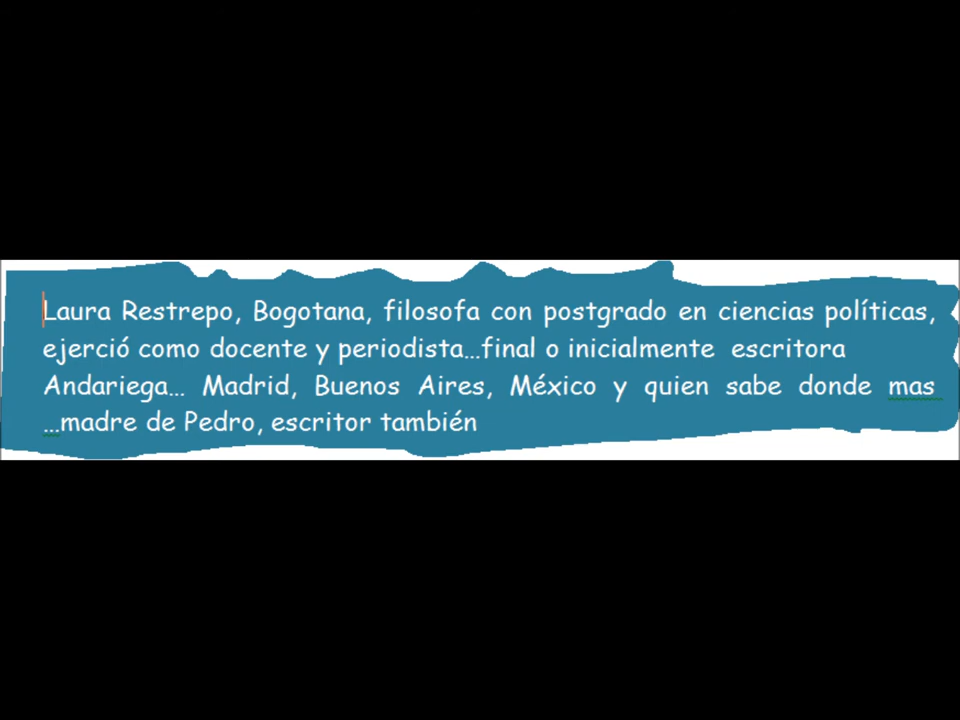 Laura Restrepo, Bogotana, filosofa con postgrado en ciencias políticas,
ejerció como docente y periodista...final o inicialmente escritora
Andariega... Madrid, Buenos Aires, México y quien sabe donde mas
...madre de Pedro, escritor también